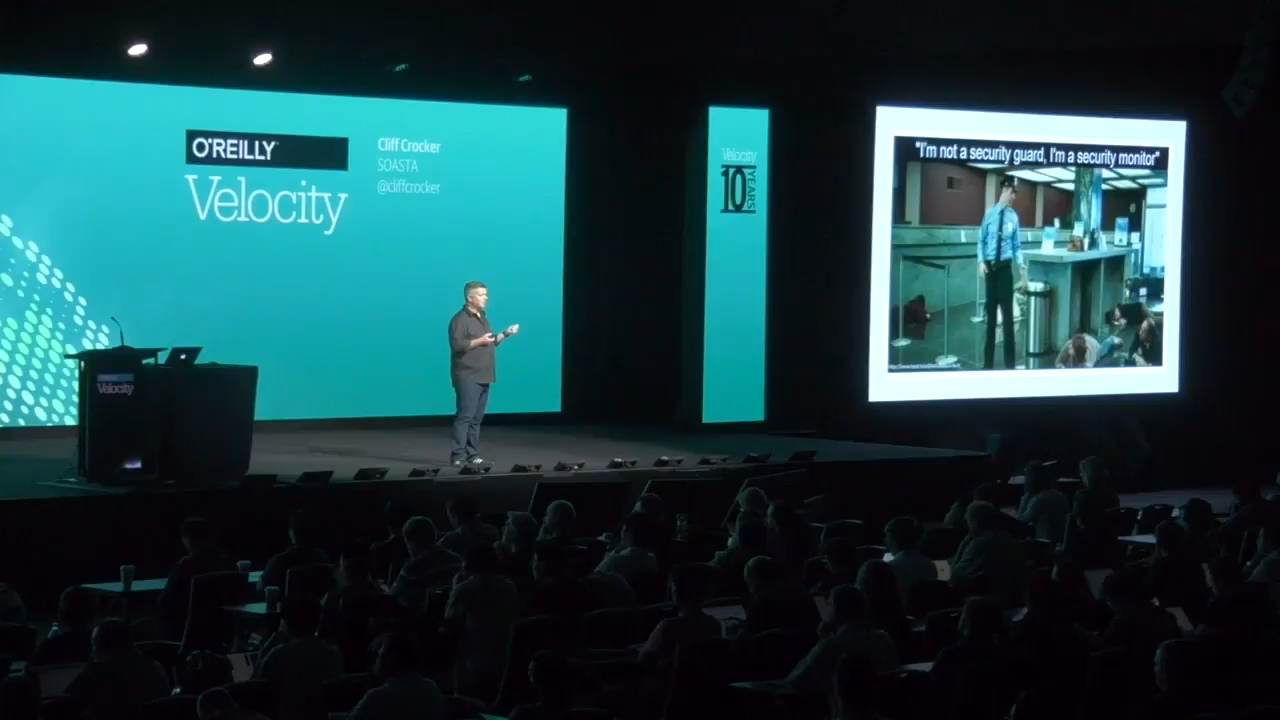 O'REILLY
Velocity
Cliff Crocker
SOASTA
@cliffcrocker
Velocity
10 YEARS
"I'm not a security guard, I'm a security monitor"
Velocity